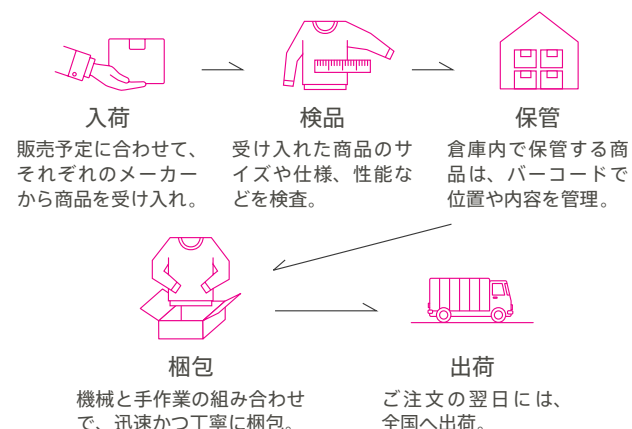 入荷
販売予定に合わせて、
それぞれのメーカー
から商品を受け入れ。
検品
受け入れた商品のサ
イズや仕様、性能な
どを検査。
保管
倉庫内で保管する商
品は、バーコードで
位置や内容を管理。
梱包
機械と手作業の組み合わせ
で、迅速かつ丁寧に梱包。
出荷
ご注文の翌日には、
全国へ出荷。